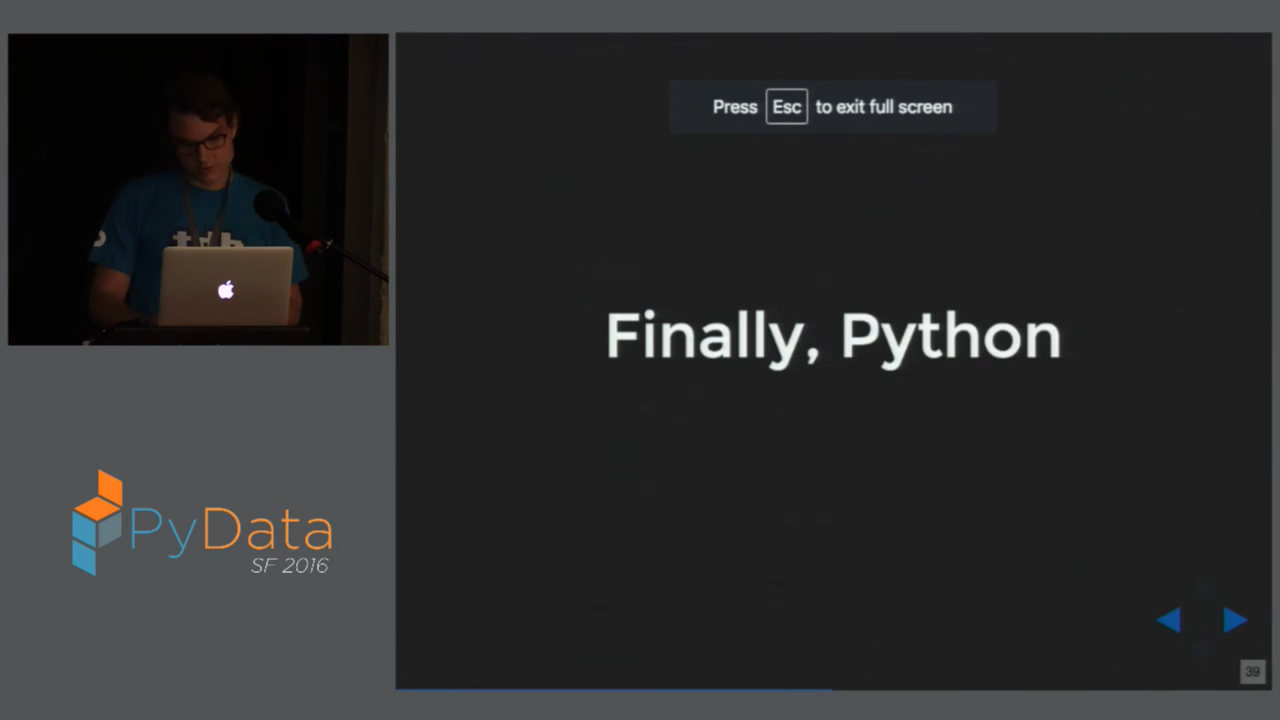 Press Esc to exit full screen
Finally, Python
PyData
SF 2016
39